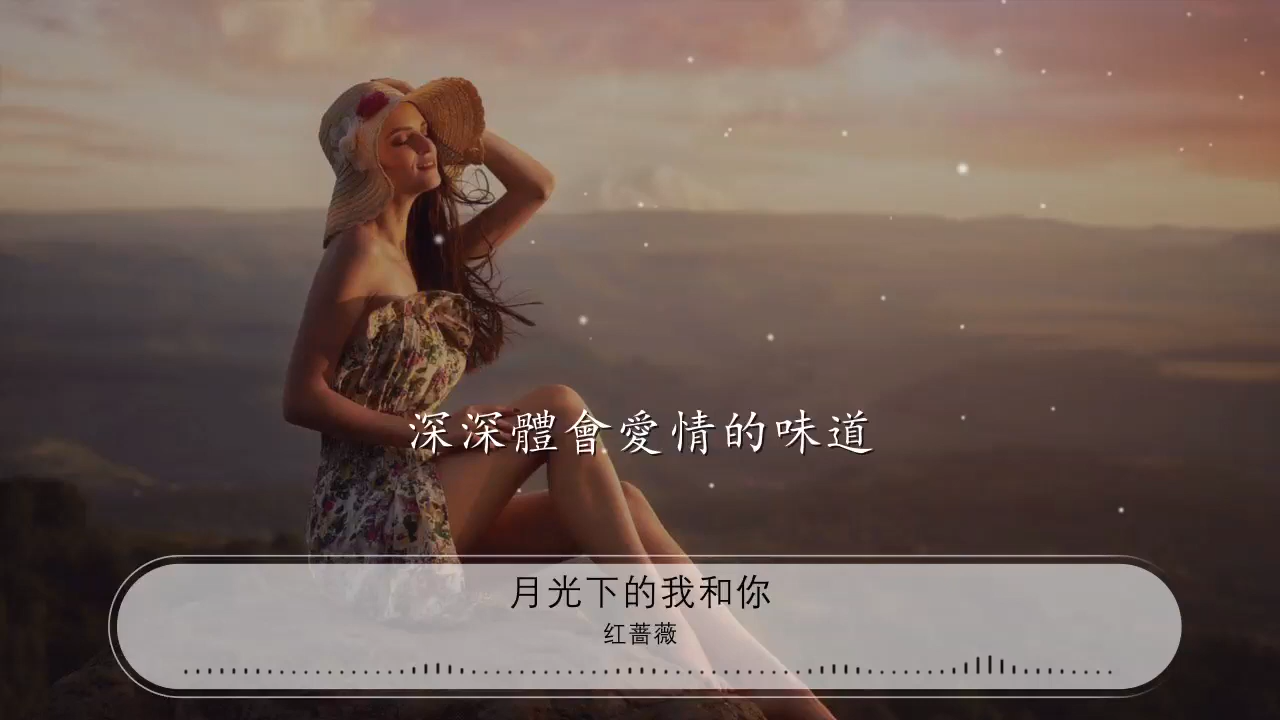 深深體會愛情的味道
月光下的我和你
红蔷薇